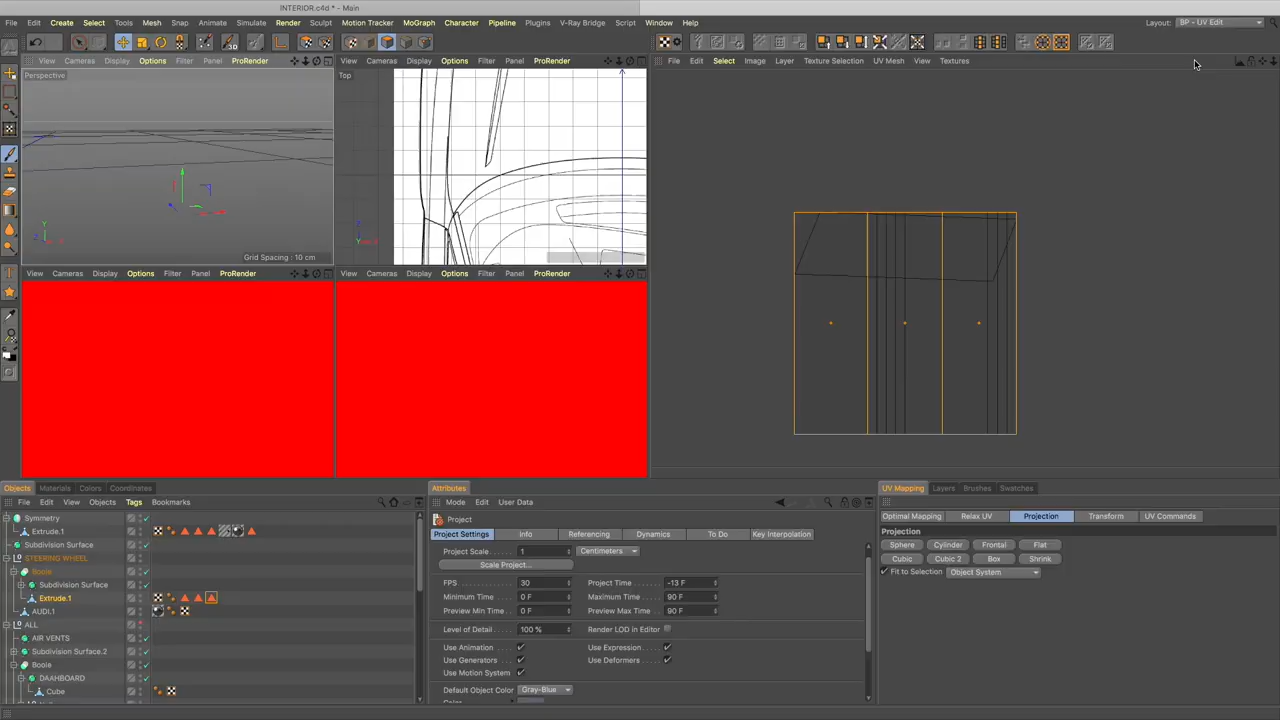 INTERIOR.c4d * - Main
File Edit Create Select Tools Mesh Snap Animate Simulate Render Sculpt Motion Tracker MoGraph Character Pipeline Plugins V-Ray Bridge Script Window Help
Layout: BP - UV Edit
View Cameras Display Options Filter Panel ProRender
View Cameras Display Options Filter Panel ProRender
File Edit Select Image Layer Texture Selection UV Mesh View Textures
Perspective
Top
Grid Spacing : 10 cm
View Cameras Display Options Filter Panel ProRender
View Cameras Display Options Filter Panel ProRender
Objects Materials Colors Coordinates
File Edit View Objects Tags Bookmarks
Symmetry
Extrude.1
Subdivision Surface
STEERING WHEEL
Boole
Subdivision Surface
Extrude.1
AUDI.1
ALL
AIR VENTS
Subdivision Surface.2
Boole
DAAHBOARD
Cube
Attributes
Mode Edit User Data
Project
Project Settings Info Referencing Dynamics To Do Key Interpolation
Project Scale 1 Centimeters
Scale Project...
FPS 30 Project Time -13 F
Minimum Time 0 F Maximum Time 90 F
Preview Min Time 0 F Preview Max Time 90 F
Level of Detail 100 % Render LOD in Editor
Use Animation Use Expression
Use Generators Use Deformers
Use Motion System
Default Object Color Gray-Blue
Color
UV Mapping Layers Brushes Swatches
Optimal Mapping Relax UV Projection Transform UV Commands
Projection
Sphere Cylinder Frontal Flat
Cubic Cubic 2 Box Shrink
Fit to Selection Object System